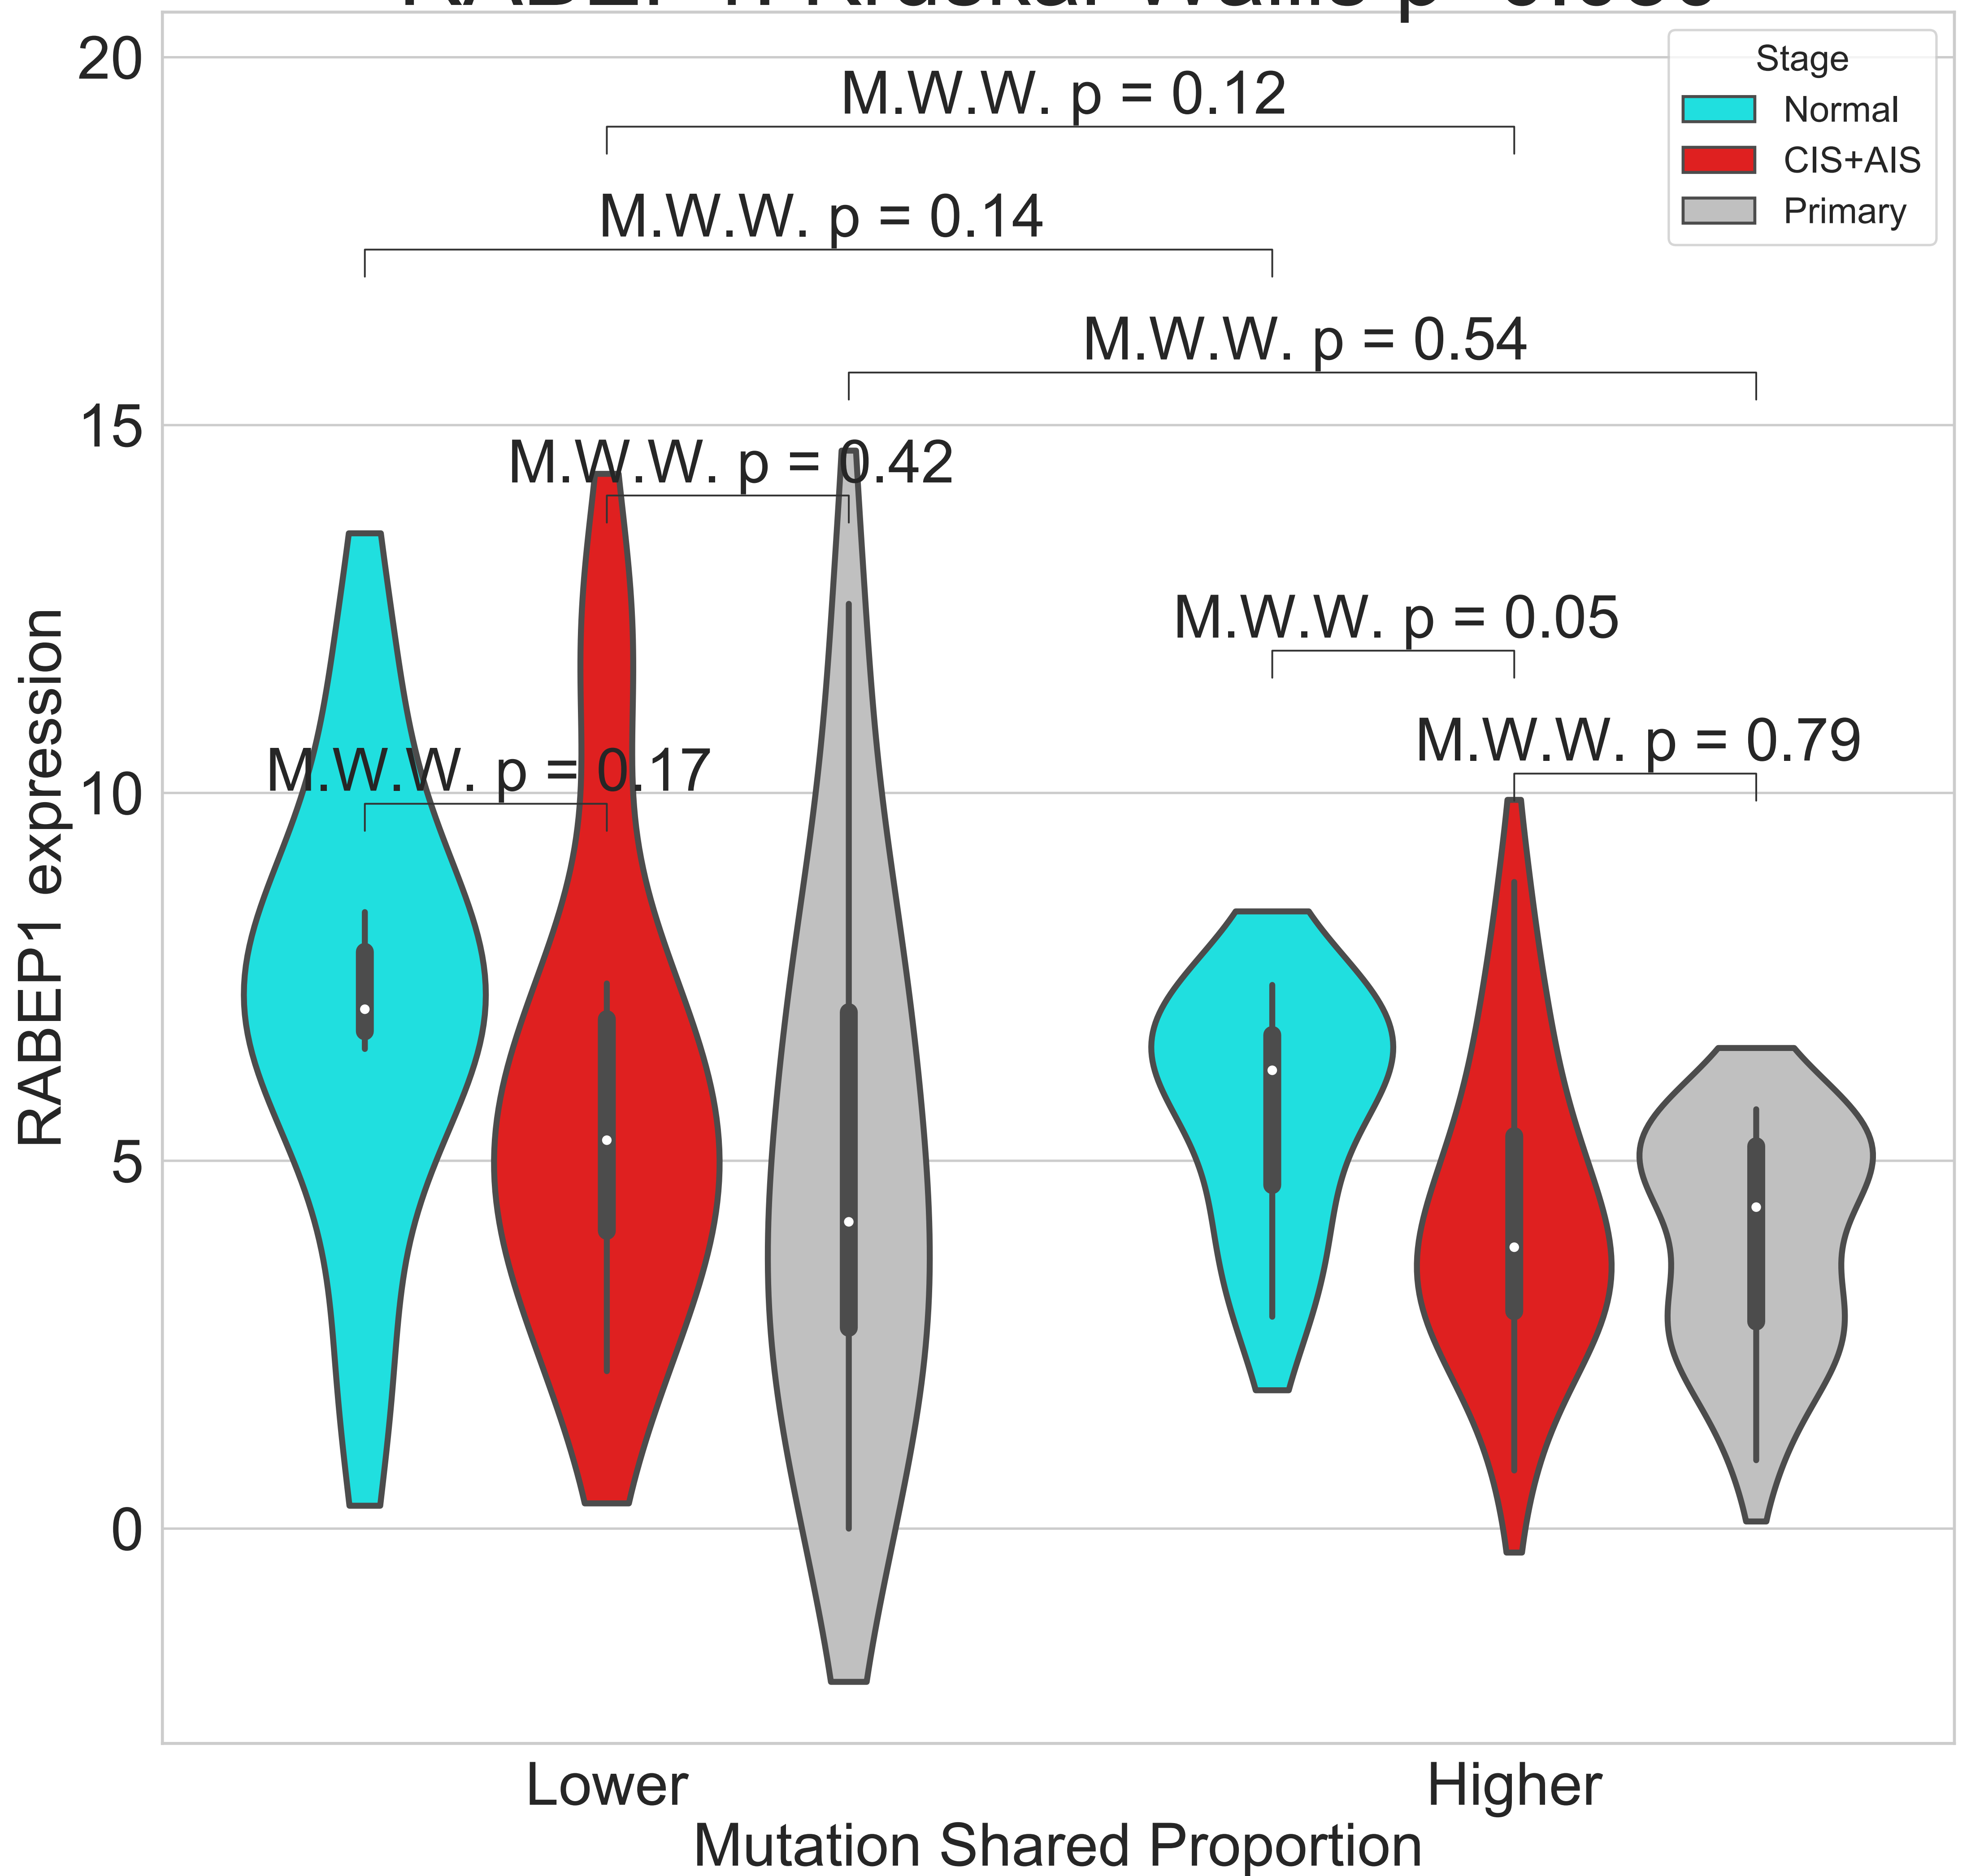 20
15
10
5
0
RABEP1 expression
Stage
Normal
CIS+AIS
Primary
M.W.W. p = 0.12
M.W.W. p = 0.14
M.W.W. p = 0.54
M.W.W. p = 0.42
M.W.W. p = 0.05
M.W.W. p = 0.79
M.W.W. p = 0.17
Lower
Higher
Mutation Shared Proportion